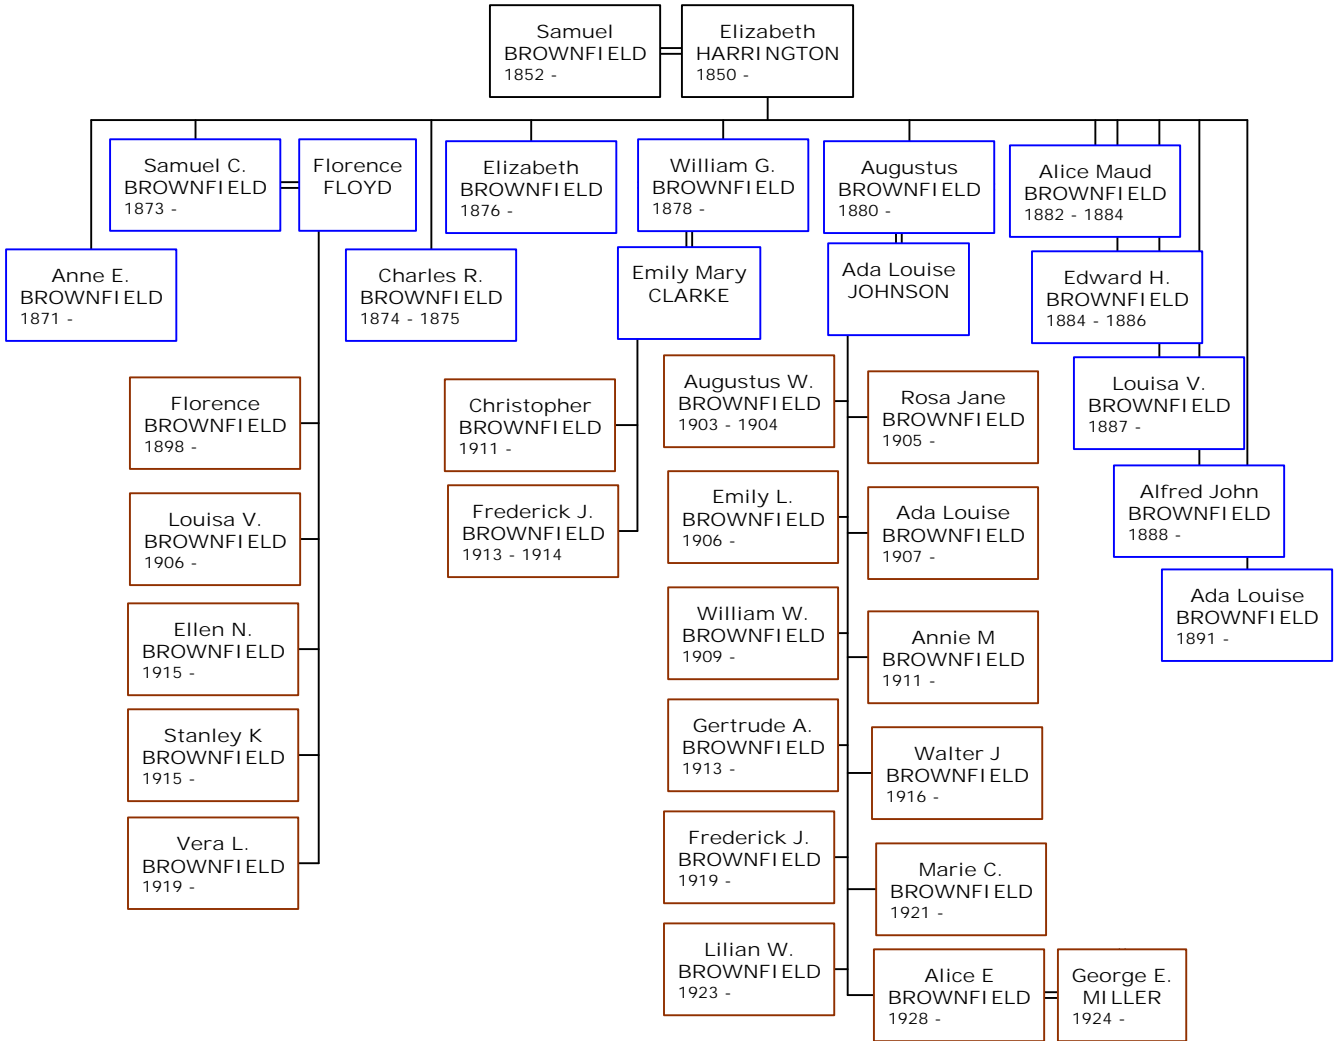 Samuel
BROWNFIELD
1852 -
Elizabeth
HARRINGTON
1850 -
Samuel C.
BROWNFIELD
1873 -
Florence
FLOYD
Elizabeth
BROWNFIELD
1876 -
William G.
BROWNFIELD
1878 -
Augustus
BROWNFIELD
1880 -
Alice Maud
BROWNFIELD
1882 - 1884
Anne E.
BROWNFIELD
1871 -
Charles R.
BROWNFIELD
1874 - 1875
Emily Mary
CLARKE
Ada Louise
JOHNSON
Edward H.
BROWNFIELD
1884 - 1886
Louisa V.
BROWNFIELD
1887 -
Alfred John
BROWNFIELD
1888 -
Ada Louise
BROWNFIELD
1891 -
Florence
BROWNFIELD
1898 -
Louisa V.
BROWNFIELD
1906 -
Ellen N.
BROWNFIELD
1915 -
Stanley K
BROWNFIELD
1915 -
Vera L.
BROWNFIELD
1919 -
Christopher
BROWNFIELD
1911 -
Frederick J.
BROWNFIELD
1913 - 1914
Augustus W.
BROWNFIELD
1903 - 1904
Rosa Jane
BROWNFIELD
1905 -
Emily L.
BROWNFIELD
1906 -
Ada Louise
BROWNFIELD
1907 -
William W.
BROWNFIELD
1909 -
Annie M
BROWNFIELD
1911 -
Gertrude A.
BROWNFIELD
1913 -
Walter J
BROWNFIELD
1916 -
Frederick J.
BROWNFIELD
1919 -
Marie C.
BROWNFIELD
1921 -
Lilian W.
BROWNFIELD
1923 -
Alice E
BROWNFIELD
1928 -
George E.
MILLER
1924 -